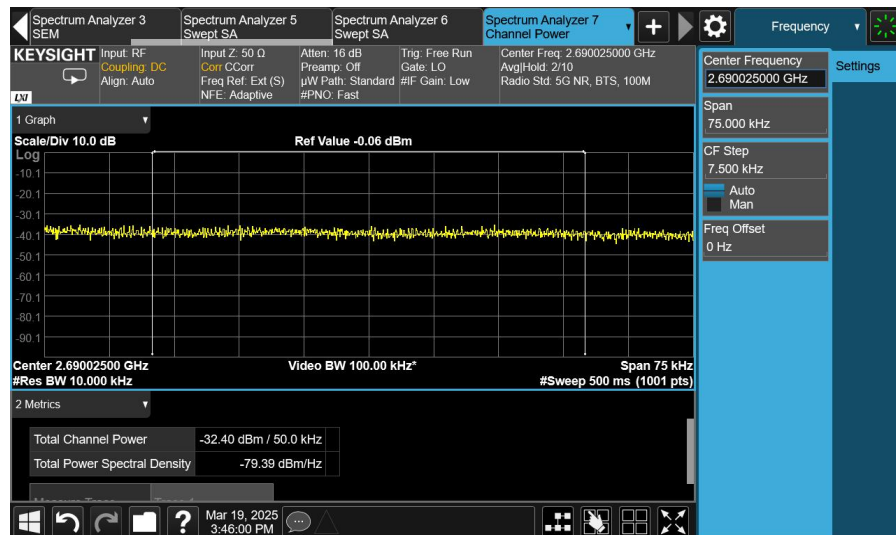 Spectrum Analyzer 3
SEM
Spectrum Analyzer 5
Swept SA
Spectrum Analyzer 6
Swept SA
Spectrum Analyzer 7
Channel Power
Frequency
KEYSIGHT
LXI
Input: RF
Coupling: DC
Align: Auto
Input Z: 50 Ω
Corr CCorr
Freq Ref: Ext (S)
NFE: Adaptive
Atten: 16 dB
Preamp: Off
µW Path: Standard
#PNO: Fast
Trig: Free Run
Gate: LO
#IF Gain: Low
Center Freq: 2.690025000 GHz
Avg|Hold: 2/10
Radio Std: 5G NR, BTS, 100M
Center Frequency
2.690025000 GHz
Settings
Span
75.000 kHz
CF Step
7.500 kHz
Auto
Man
Freq Offset
0 Hz
1 Graph
Scale/Div 10.0 dB
Ref Value -0.06 dBm
Log
-10.1
-20.1
-30.1
-40.1
-50.1
-60.1
-70.1
-80.1
-90.1
Center 2.69002500 GHz
Video BW 100.00 kHz*
Span 75 kHz
#Res BW 10.000 kHz
#Sweep 500 ms (1001 pts)
2 Metrics
Total Channel Power -32.40 dBm / 50.0 kHz
Total Power Spectral Density -79.39 dBm/Hz
Mar 19, 2025
3:46:00 PM